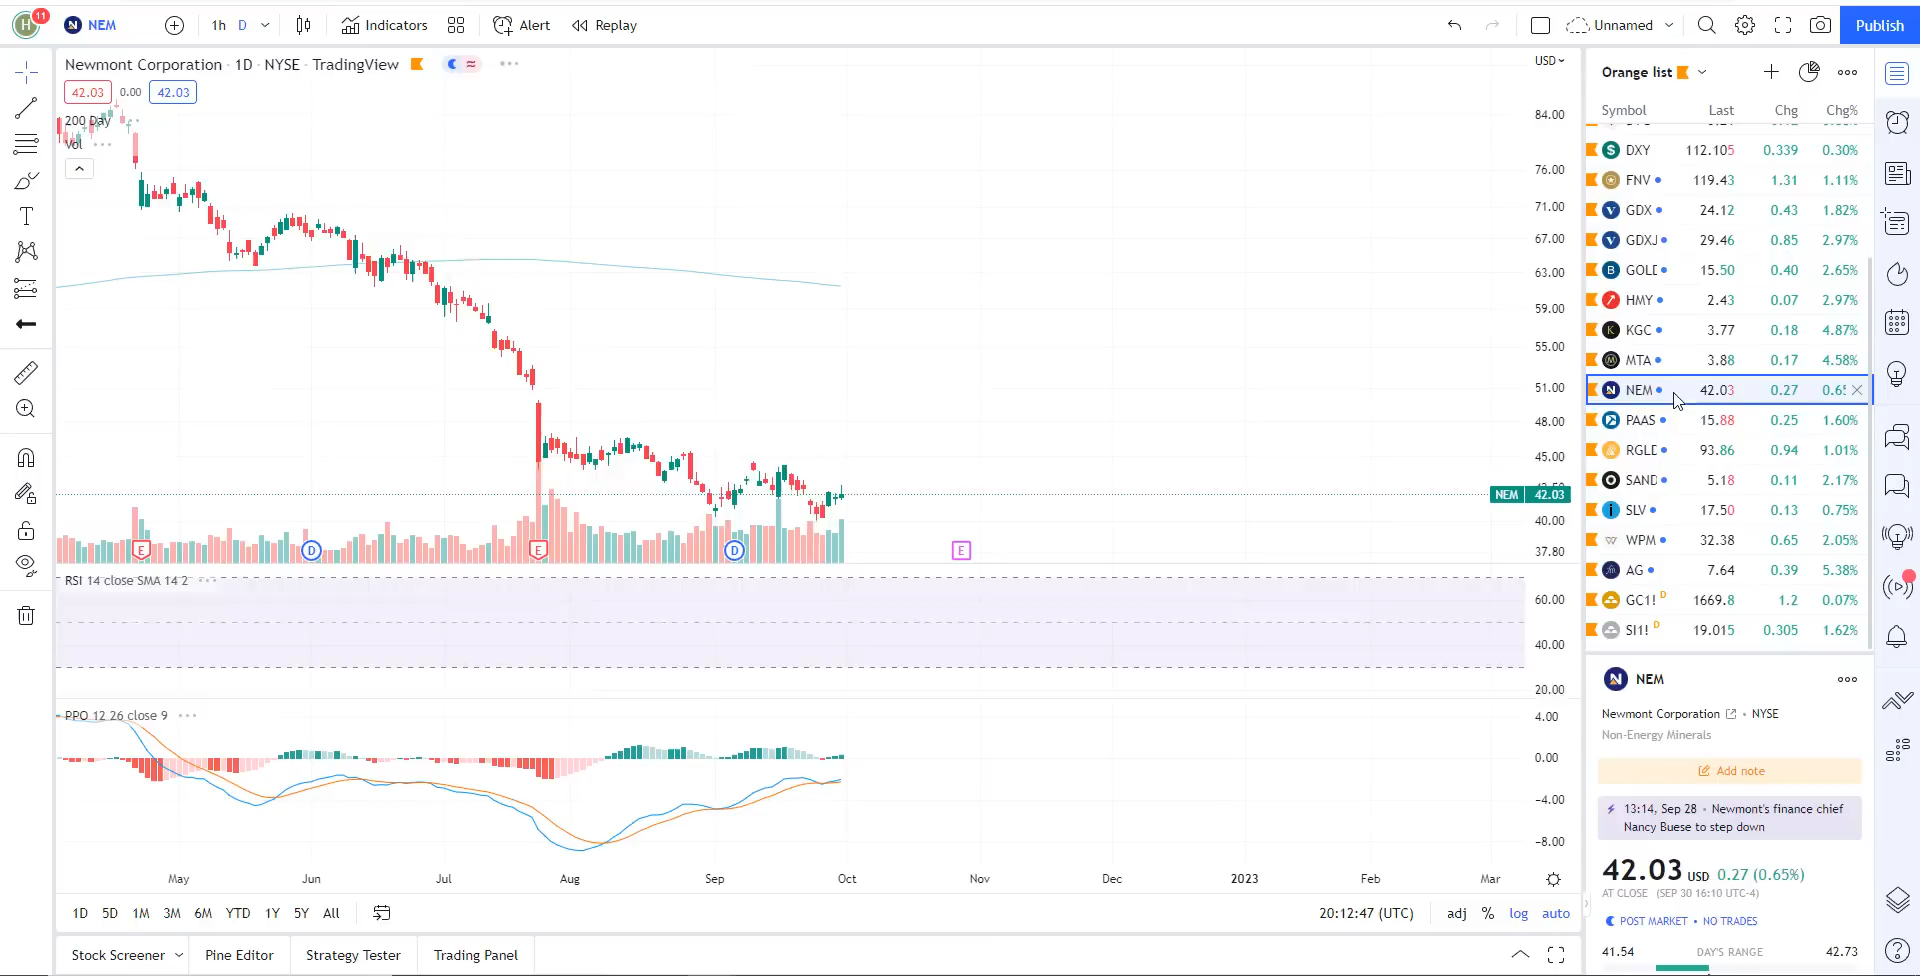 H 11 NEM 1h D Indicators Alert Replay Unnamed Publish
Newmont Corporation · 1D · NYSE · TradingView
42.03 0.00 42.03
200 Day
Vol
USD
84.00
76.00
71.00
67.00
63.00
59.00
55.00
51.00
48.00
45.00
NEM 42.03
40.00
37.80
E D E D E
RSI 14 close SMA 14 2
60.00
40.00
20.00
PPO 12 26 close 9
4.00
0.00
−4.00
−8.00
May Jun Jul Aug Sep Oct Nov Dec 2023 Feb Mar
1D 5D 1M 3M 6M YTD 1Y 5Y All 20:12:47 (UTC) adj % log auto
Stock Screener Pine Editor Strategy Tester Trading Panel
Orange list
Symbol Last Chg Chg%
DXY 112.105 0.339 0.30%
FNV 119.43 1.31 1.11%
GDX 24.12 0.43 1.82%
GDXJ 29.46 0.85 2.97%
GOLD 15.50 0.40 2.65%
HMY 2.43 0.07 2.97%
KGC 3.77 0.18 4.87%
MTA 3.88 0.17 4.58%
NEM 42.03 0.27 0.65
PAAS 15.88 0.25 1.60%
RGLD 93.86 0.94 1.01%
SAND 5.18 0.11 2.17%
SLV 17.50 0.13 0.75%
WPM 32.38 0.65 2.05%
AG 7.64 0.39 5.38%
GC1! D 1669.8 1.2 0.07%
SI1! D 19.015 0.305 1.62%
NEM
Newmont Corporation · NYSE
Non-Energy Minerals
Add note
13:14, Sep 28 · Newmont's finance chief
Nancy Buese to step down
42.03 USD 0.27 (0.65%)
AT CLOSE (SEP 30 16:10 UTC-4)
POST MARKET · NO TRADES
41.54 DAY'S RANGE 42.73